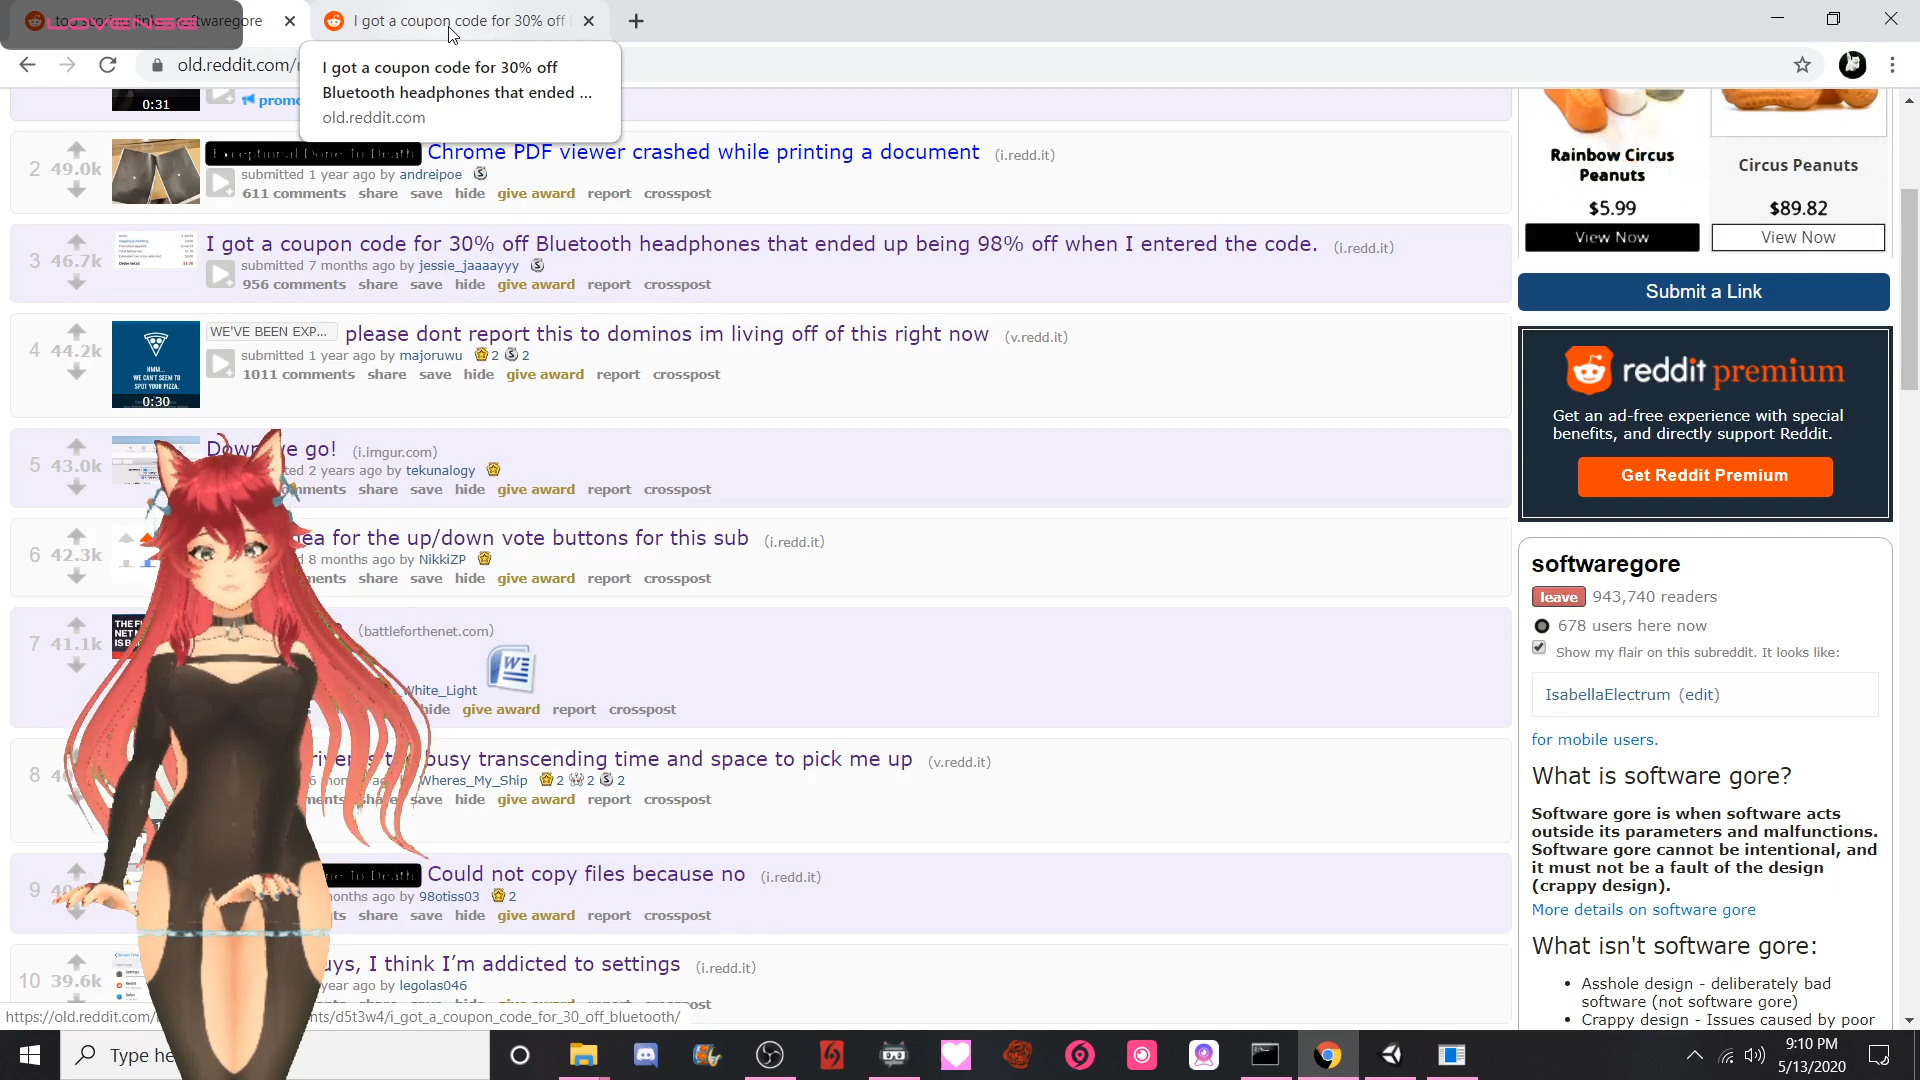 LOVENSE
softwaregore
I got a coupon code for 30% off
old.reddit.com/
I got a coupon code for 30% off
Bluetooth headphones that ended ...
old.reddit.com
0:31
promo
2 49.0k
Exceptional Done To Death Chrome PDF viewer crashed while printing a document (i.redd.it)
submitted 1 year ago by andreipoe
611 comments share save hide give award report crosspost
3 46.7k
I got a coupon code for 30% off Bluetooth headphones that ended up being 98% off when I entered the code. (i.redd.it)
submitted 7 months ago by jessie_jaaaayyy
956 comments share save hide give award report crosspost
4 44.2k
HMM...
WE CAN'T SEEM TO
SPOT YOUR PIZZA.
0:30
WE'VE BEEN EXP... please dont report this to dominos im living off of this right now (v.redd.it)
submitted 1 year ago by majoruwu 2 2
1011 comments share save hide give award report crosspost
5 43.0k
Down we go! (i.imgur.com)
2 years ago by tekunalogy
share save hide give award report crosspost
6 42.3k
for the up/down vote buttons for this sub (i.redd.it)
8 months ago by NikkiZP
share save hide give award report crosspost
7 41.1k
(battleforthenet.com)
White_Light
hide give award report crosspost
8
busy transcending time and space to pick me up (v.redd.it)
Wheres_My_Ship 2 2 2
share save hide give award report crosspost
9
Could not copy files because no (i.redd.it)
months ago by 98otiss03 2
share save hide give award report crosspost
10 39.6k
I think I'm addicted to settings (i.redd.it)
year ago by legolas046
https://old.reddit.com/
nts/d5t3w4/i_got_a_coupon_code_for_30_off_bluetooth/
Rainbow Circus
Peanuts
$5.99
View Now
Circus Peanuts
$89.82
View Now
Submit a Link
reddit premium
Get an ad-free experience with special
benefits, and directly support Reddit.
Get Reddit Premium
softwaregore
leave 943,740 readers
678 users here now
Show my flair on this subreddit. It looks like:
IsabellaElectrum (edit)
for mobile users.
What is software gore?
Software gore is when software acts
outside its parameters and malfunctions.
Software gore cannot be intentional, and
it must not be a fault of the design
(crappy design).
More details on software gore
What isn't software gore:
• Asshole design - deliberately bad
software (not software gore)
• Crappy design - Issues caused by poor
Type he
9:10 PM
5/13/2020